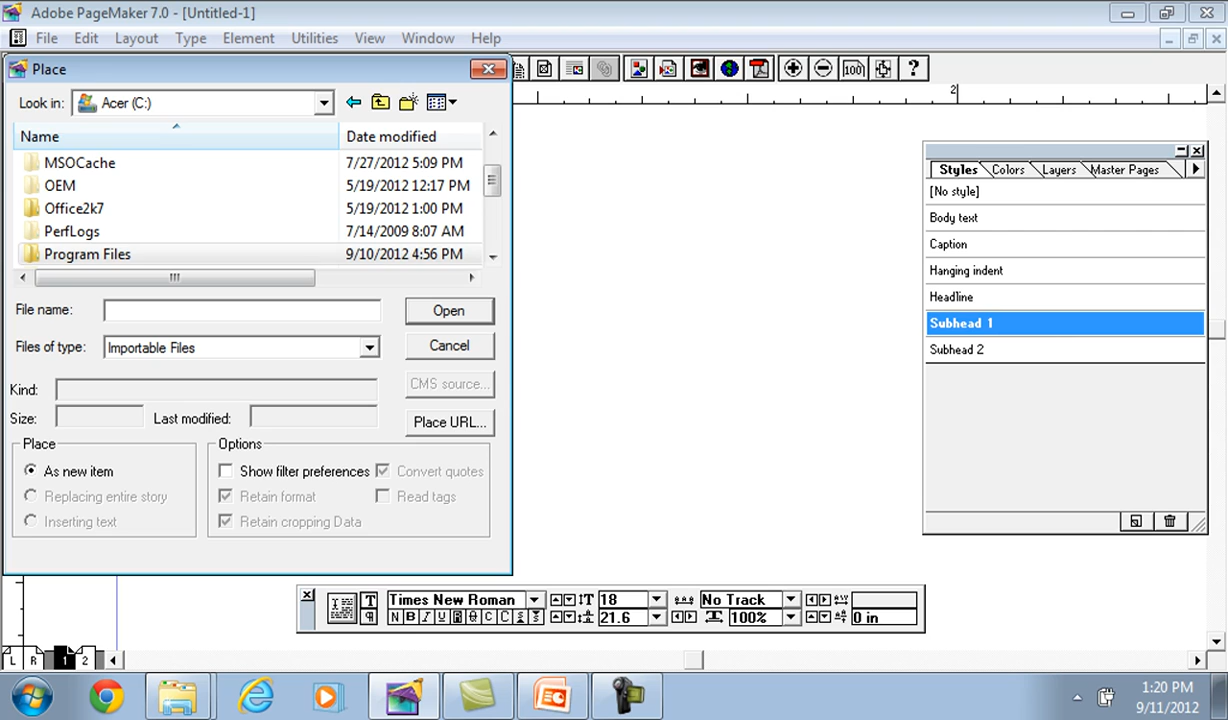 Adobe PageMaker 7.0 - [Untitled-1]
File Edit Layout Type Element Utilities View Window Help
Place
Look in: Acer (C:)
Name Date modified
MSOCache 7/27/2012 5:09 PM
OEM 5/19/2012 12:17 PM
Office2k7 5/19/2012 1:00 PM
PerfLogs 7/14/2009 8:07 AM
Program Files 9/10/2012 4:56 PM
File name: Open
Files of type: Importable Files Cancel
Kind: CMS source...
Size: Last modified: Place URL...
Place Options
As new item Show filter preferences Convert quotes
Replacing entire story Retain format Read tags
Inserting text Retain cropping Data
100
?
2
Styles Colors Layers Master Pages
[No style]
Body text
Caption
Hanging indent
Headline
Subhead 1
Subhead 2
T Times New Roman 18 No Track
N B I U C C 21.6 100% 0 in
L R 1 2
1:20 PM
9/11/2012